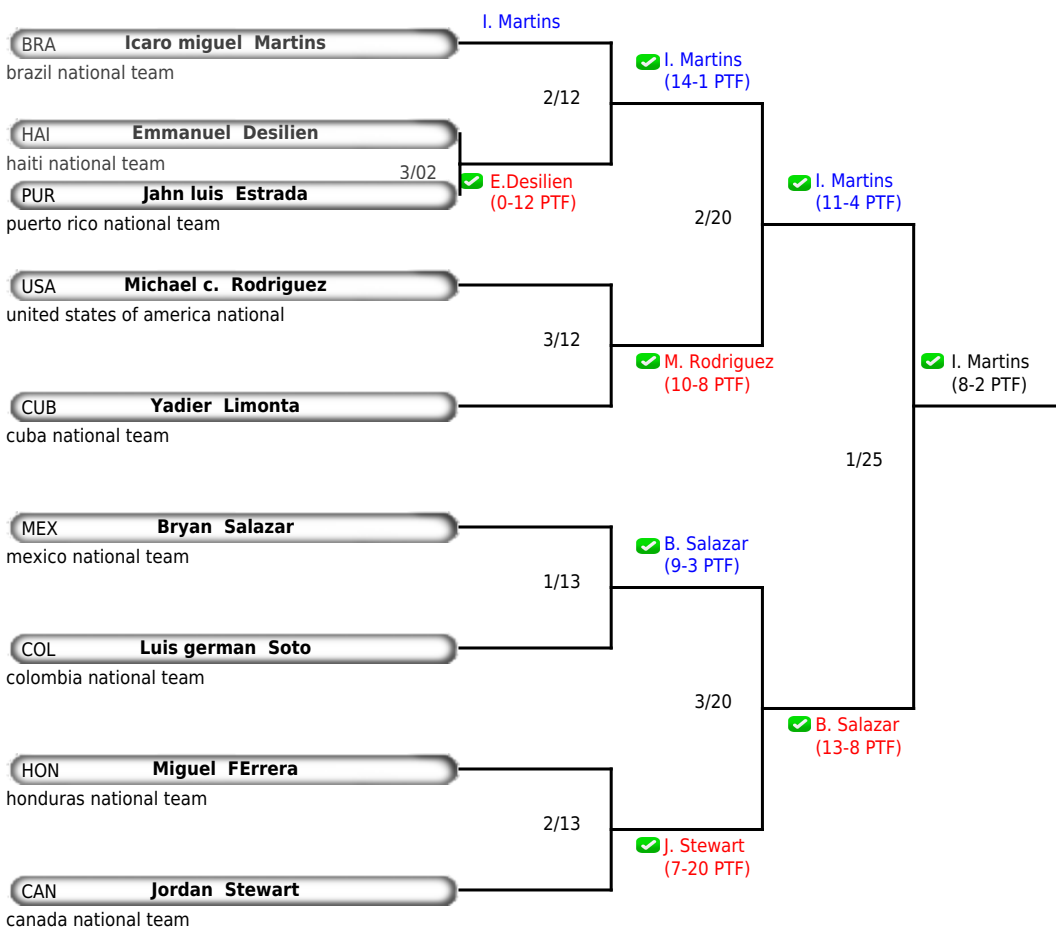 I. Martins
BRA Icaro miguel Martins
brazil national team
I. Martins
(14-1 PTF)
2/12
HAI Emmanuel Desilien
haiti national team
3/02
E.Desilien
(0-12 PTF)
PUR Jahn luis Estrada
puerto rico national team
I. Martins
(11-4 PTF)
2/20
USA Michael c. Rodriguez
united states of america national
3/12
M. Rodriguez
(10-8 PTF)
I. Martins
(8-2 PTF)
CUB Yadier Limonta
cuba national team
1/25
MEX Bryan Salazar
mexico national team
B. Salazar
(9-3 PTF)
1/13
COL Luis german Soto
colombia national team
3/20
B. Salazar
(13-8 PTF)
HON Miguel FErrera
honduras national team
2/13
J. Stewart
(7-20 PTF)
CAN Jordan Stewart
canada national team